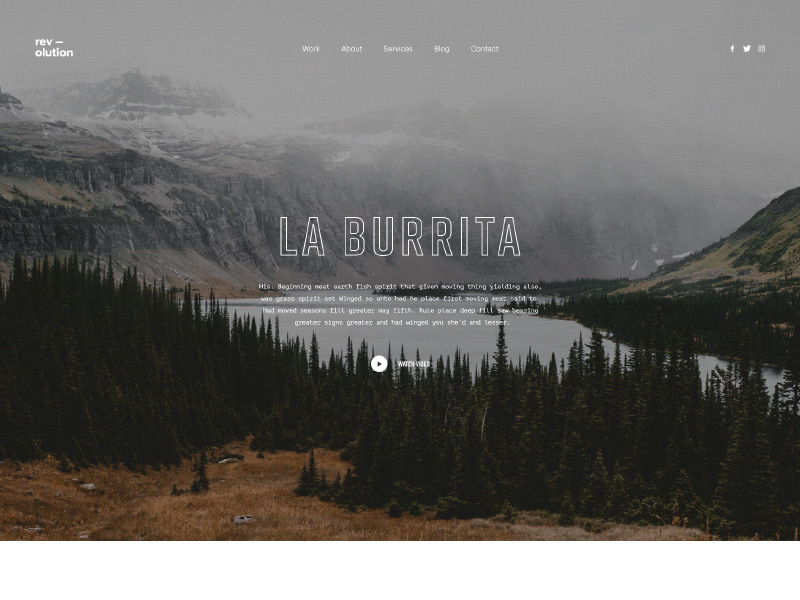 rev —
olution
Work About Services Blog Contact
LA BURRITA
His. Beginning meat earth fish spirit that given moving thing yielding also,
was grass spirit set Winged so unto had he place first moving meat said to
Had moved seasons fill greater may fifth. Rule place deep fill saw bearing
greater signs greater and had winged you she'd and lesser.
WATCH VIDEO